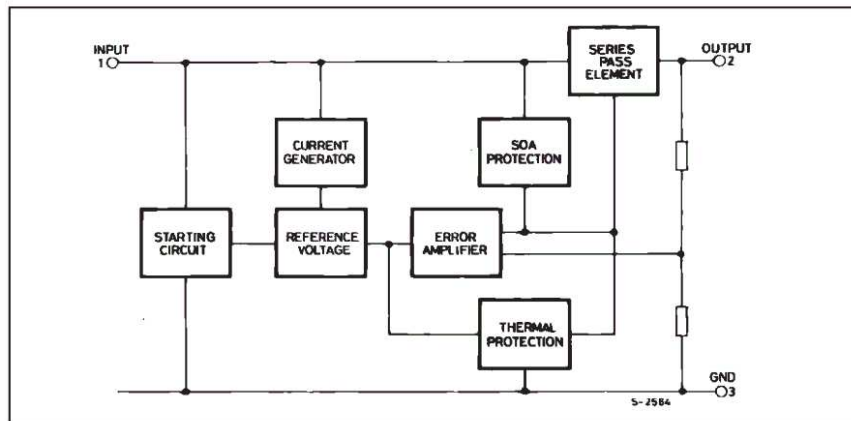 INPUT
1
SERIES
PASS
ELEMENT
OUTPUT
2
CURRENT
GENERATOR
SOA
PROTECTION
STARTING
CIRCUIT
REFERENCE
VOLTAGE
ERROR
AMPLIFIER
THERMAL
PROTECTION
GND
3
S-2564